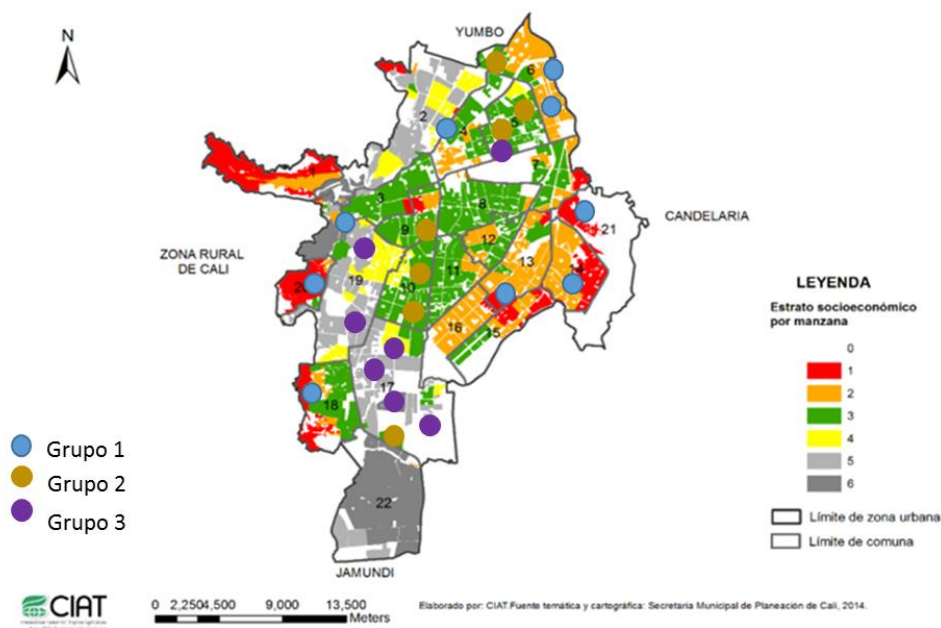 YUMBO
N
6
2
5
4
7
1
3
8
CANDELARIA
21
9
12
ZONA RURAL
DE CALI
13
14
19
11
20
10
16
15
17
18
22
JAMUNDI
LEYENDA
Estrato socioeconómico
por manzana
0
1
2
3
4
5
6
Límite de zona urbana
Límite de comuna
Grupo 1
Grupo 2
Grupo 3
CIAT
0 2,250 4,500 9,000 13,500
Meters
Elaborado por: CIAT.Fuente temática y cartográfica: Secretaria Municipal de Planeación de Cali, 2014.